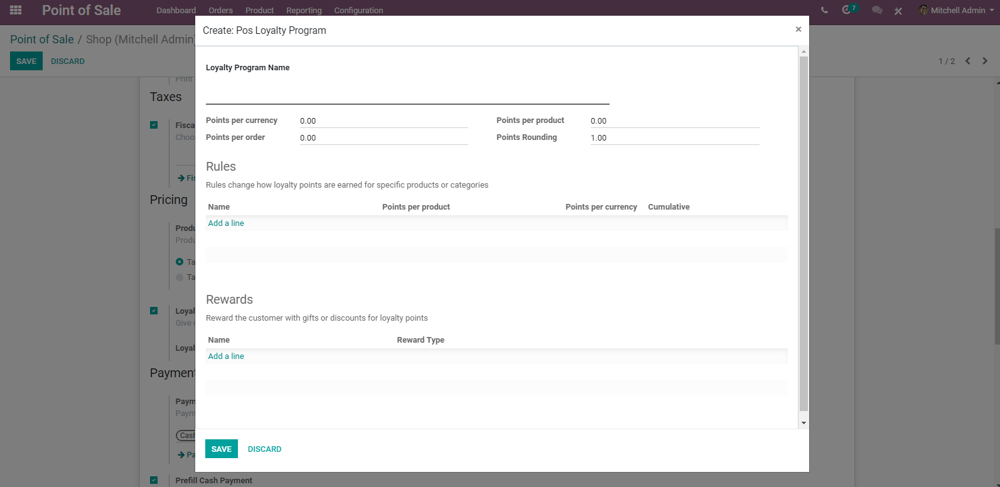 Point of Sale Dashboard Orders Product Reporting Configuration 7 Mitchell Admin
Create: Pos Loyalty Program ×
Point of Sale / Shop (Mitchell Admin)
SAVE DISCARD
1 / 2
Print
Taxes
Fisca
Choo
Fis
Pricing
Produ
Produ
Ta
Ta
Loyal
Give
Loyal
Payment
Paym
Paym
Cash
Pa
Prefill Cash Payment
Loyalty Program Name
Points per currency 0.00 Points per product 0.00
Points per order 0.00 Points Rounding 1.00
Rules
Rules change how loyalty points are earned for specific products or categories
Name Points per product Points per currency Cumulative
Add a line
Rewards
Reward the customer with gifts or discounts for loyalty points
Name Reward Type
Add a line
SAVE DISCARD